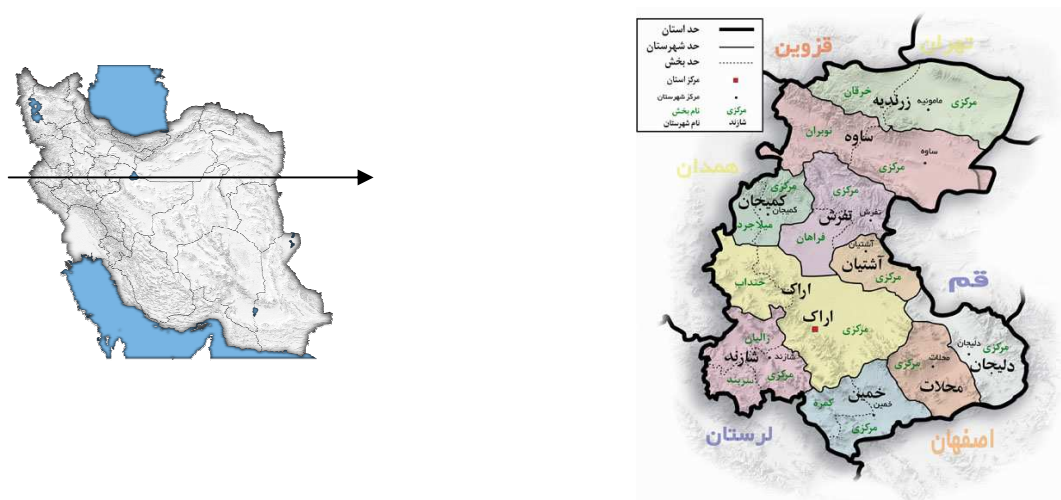 حد استان
حد شهرستان
حد بخش
مرکز استان
مرکز شهرستان
نام بخش مرکزی
نام شهرستان شازند
تهران
قزوین
خرقان
زرندیه
مامونیه
مرکزی
نوبران
ساوه
ساوه
مرکزی
همدان
مرکزی
کمیجان
کمیجان
میلاجرد
مرکزی
تفرش
تفرش
فراهان
آشتیان
آشتیان
مرکزی
قم
خنداب
اراک
اراک
مرکزی
زالیان
شازند
شازند
سربند
مرکزی
دلیجان
مرکزی
دلیجان
محلات
مرکزی
محلات
خمین
خمین
کمره
مرکزی
لرستان
اصفهان